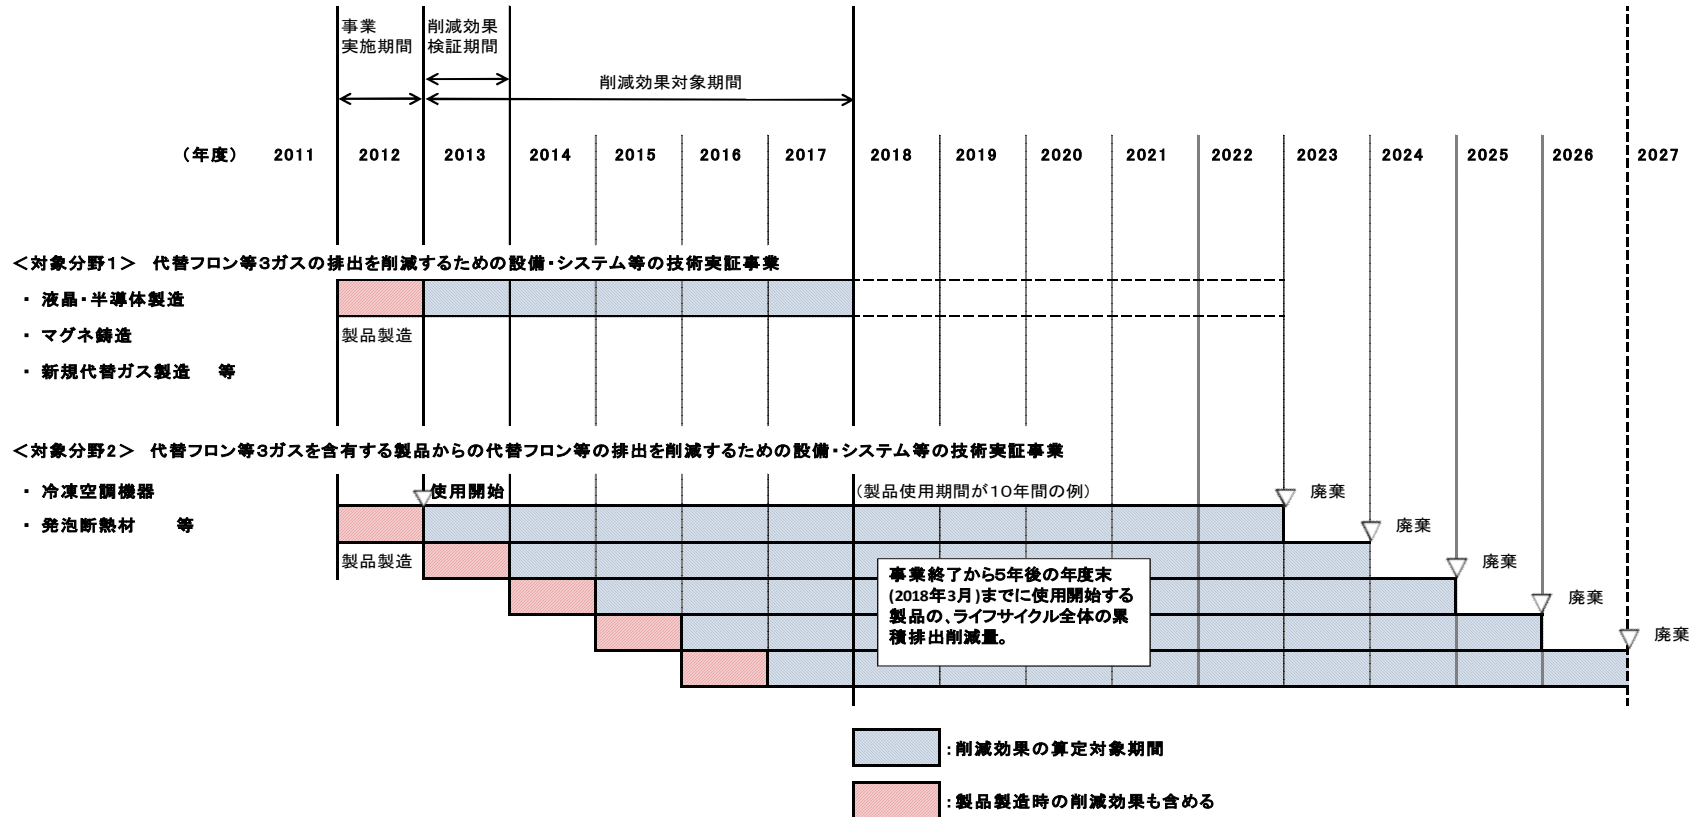 事業
実施期間
削減効果
検証期間
削減効果対象期間
（年度） 2011 2012 2013 2014 2015 2016 2017 2018 2019 2020 2021 2022 2023 2024 2025 2026 2027
＜対象分野１＞ 代替フロン等３ガスの排出を削減するための設備・システム等の技術実証事業
・ 液晶・半導体製造
・ マグネ鋳造
製品製造
・ 新規代替ガス製造 等
＜対象分野２＞ 代替フロン等３ガスを含有する製品からの代替フロン等の排出を削減するための設備・システム等の技術実証事業
・ 冷凍空調機器
使用開始
（製品使用期間が１０年間の例）
廃棄
・ 発泡断熱材 等
廃棄
製品製造
廃棄
事業終了から５年後の年度末
(2018年3月)までに使用開始する
製品の、ライフサイクル全体の累
積排出削減量。
廃棄
廃棄
：削減効果の算定対象期間
：製品製造時の削減効果も含める